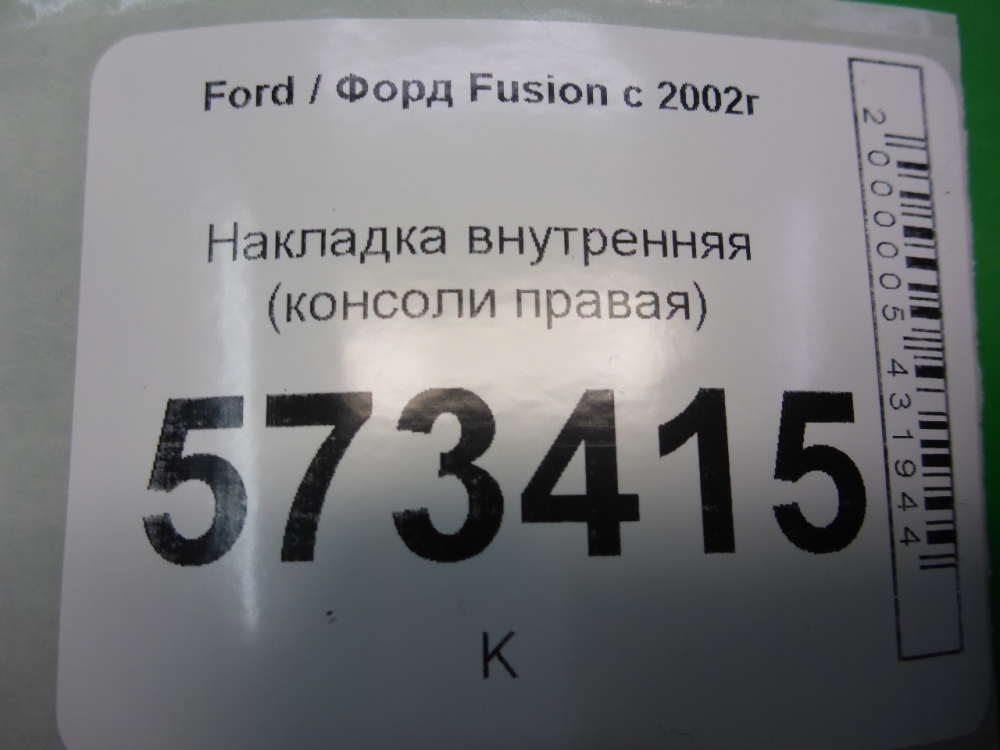 Ford / Форд Fusion с 2002г
Накладка внутренняя
(консоли правая)
573415
К
2000005431944